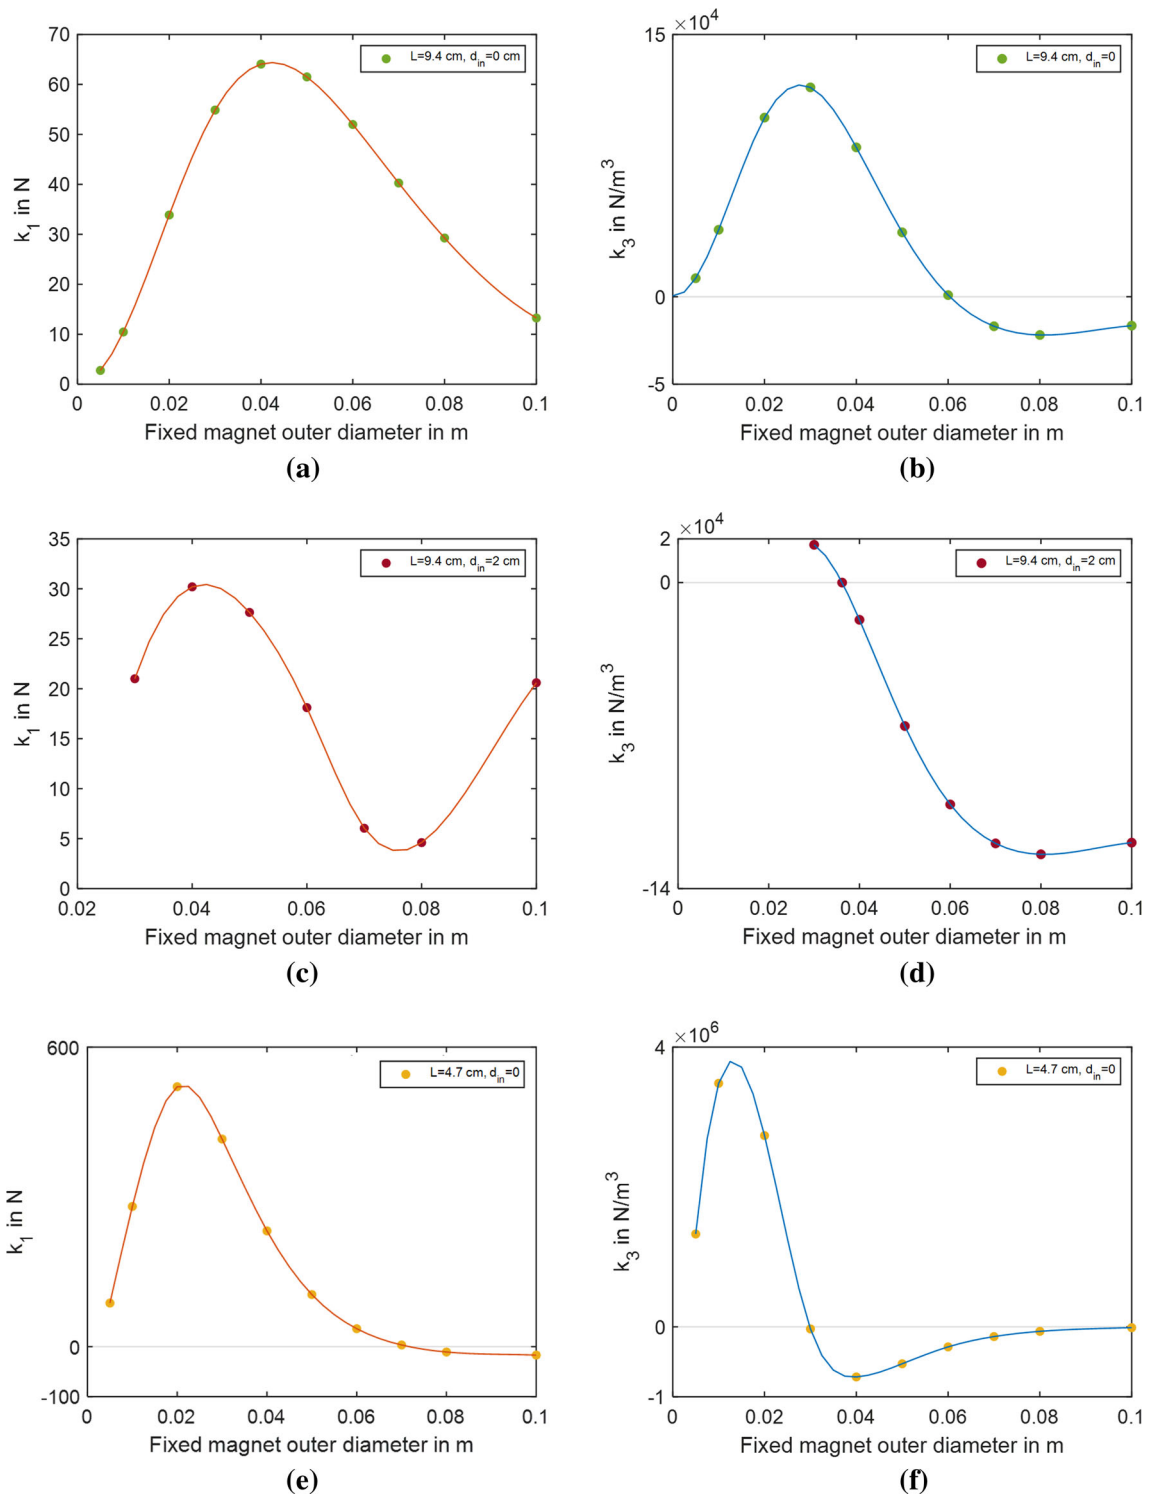 70
60
50
40
30
20
10
0
k1 in N
L=9.4 cm, din=0 cm
0 0.02 0.04 0.06 0.08 0.1
Fixed magnet outer diameter in m
(a)
×10^4
15
0
-5
k3 in N/m^3
L=9.4 cm, din=0
0 0.02 0.04 0.06 0.08 0.1
Fixed magnet outer diameter in m
(b)
35
30
25
20
15
10
5
0
k1 in N
L=9.4 cm, din=2 cm
0.02 0.04 0.06 0.08 0.1
Fixed magnet outer diameter in m
(c)
×10^4
2
0
-14
k3 in N/m^3
L=9.4 cm, din=2 cm
0 0.02 0.04 0.06 0.08 0.1
Fixed magnet outer diameter in m
(d)
600
0
-100
k1 in N
L=4.7 cm, din=0
0 0.02 0.04 0.06 0.08 0.1
Fixed magnet outer diameter in m
(e)
×10^6
4
0
-1
k3 in N/m^3
L=4.7 cm, din=0
0 0.02 0.04 0.06 0.08 0.1
Fixed magnet outer diameter in m
(f)